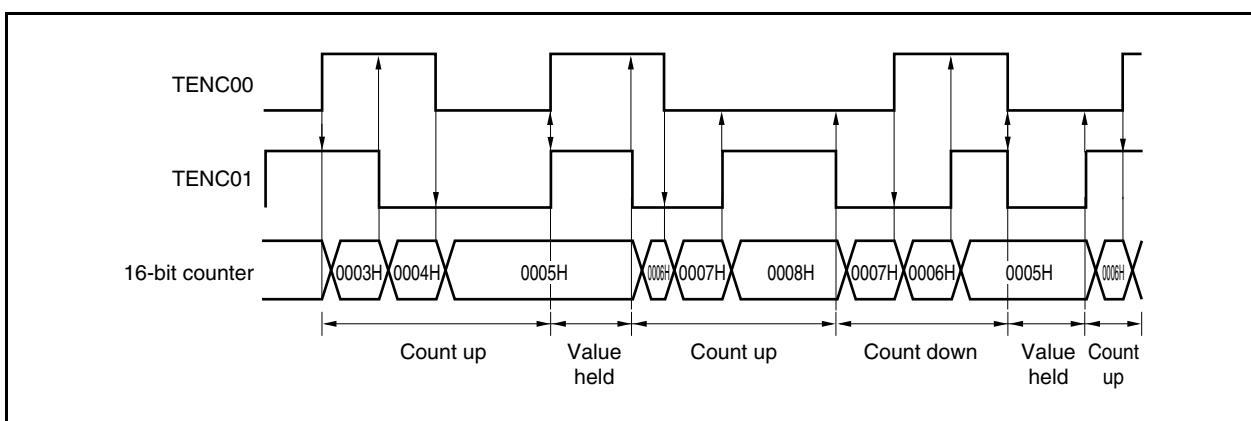 TENC00
TENC01
16-bit counter
0003H 0004H 0005H 0006H 0007H 0008H 0007H 0006H 0005H 0006H
Count up
Value
held
Count up
Count down
Value
held
Count
up